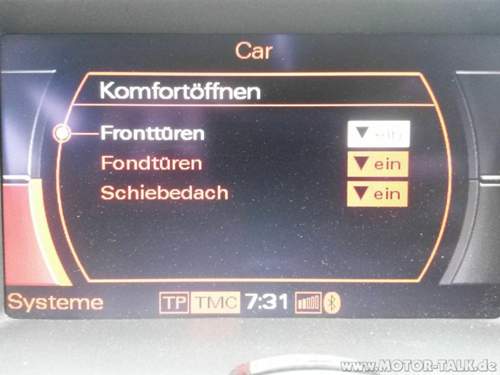 Car
Komfortöffnen
Fronttüren ein
Fondtüren ein
Schiebedach ein
Systeme TP TMC 7:31
www.MOTOR-TALK.de